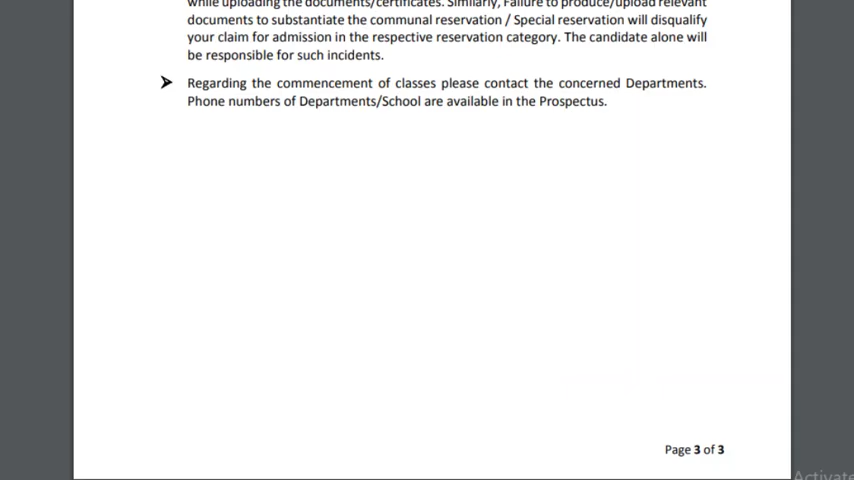 while uploading the documents/certificates. Similarly, Failure to produce/upload relevant
documents to substantiate the communal reservation / Special reservation will disqualify
your claim for admission in the respective reservation category. The candidate alone will
be responsible for such incidents.
➤ Regarding the commencement of classes please contact the concerned Departments.
Phone numbers of Departments/School are available in the Prospectus.
Page 3 of 3
Activate